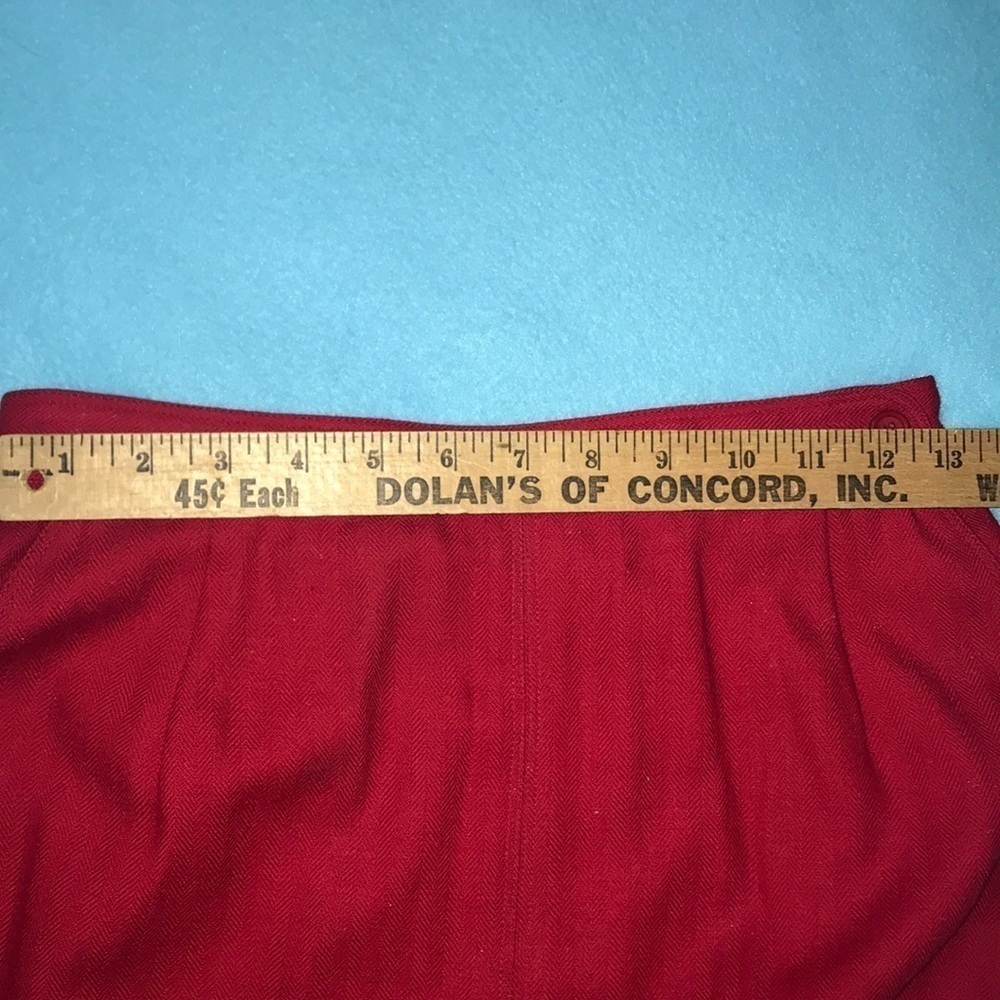 1 2 3 4 5 6 7 8 9 10 11 12 13
45¢ Each DOLAN'S OF CONCORD, INC. W